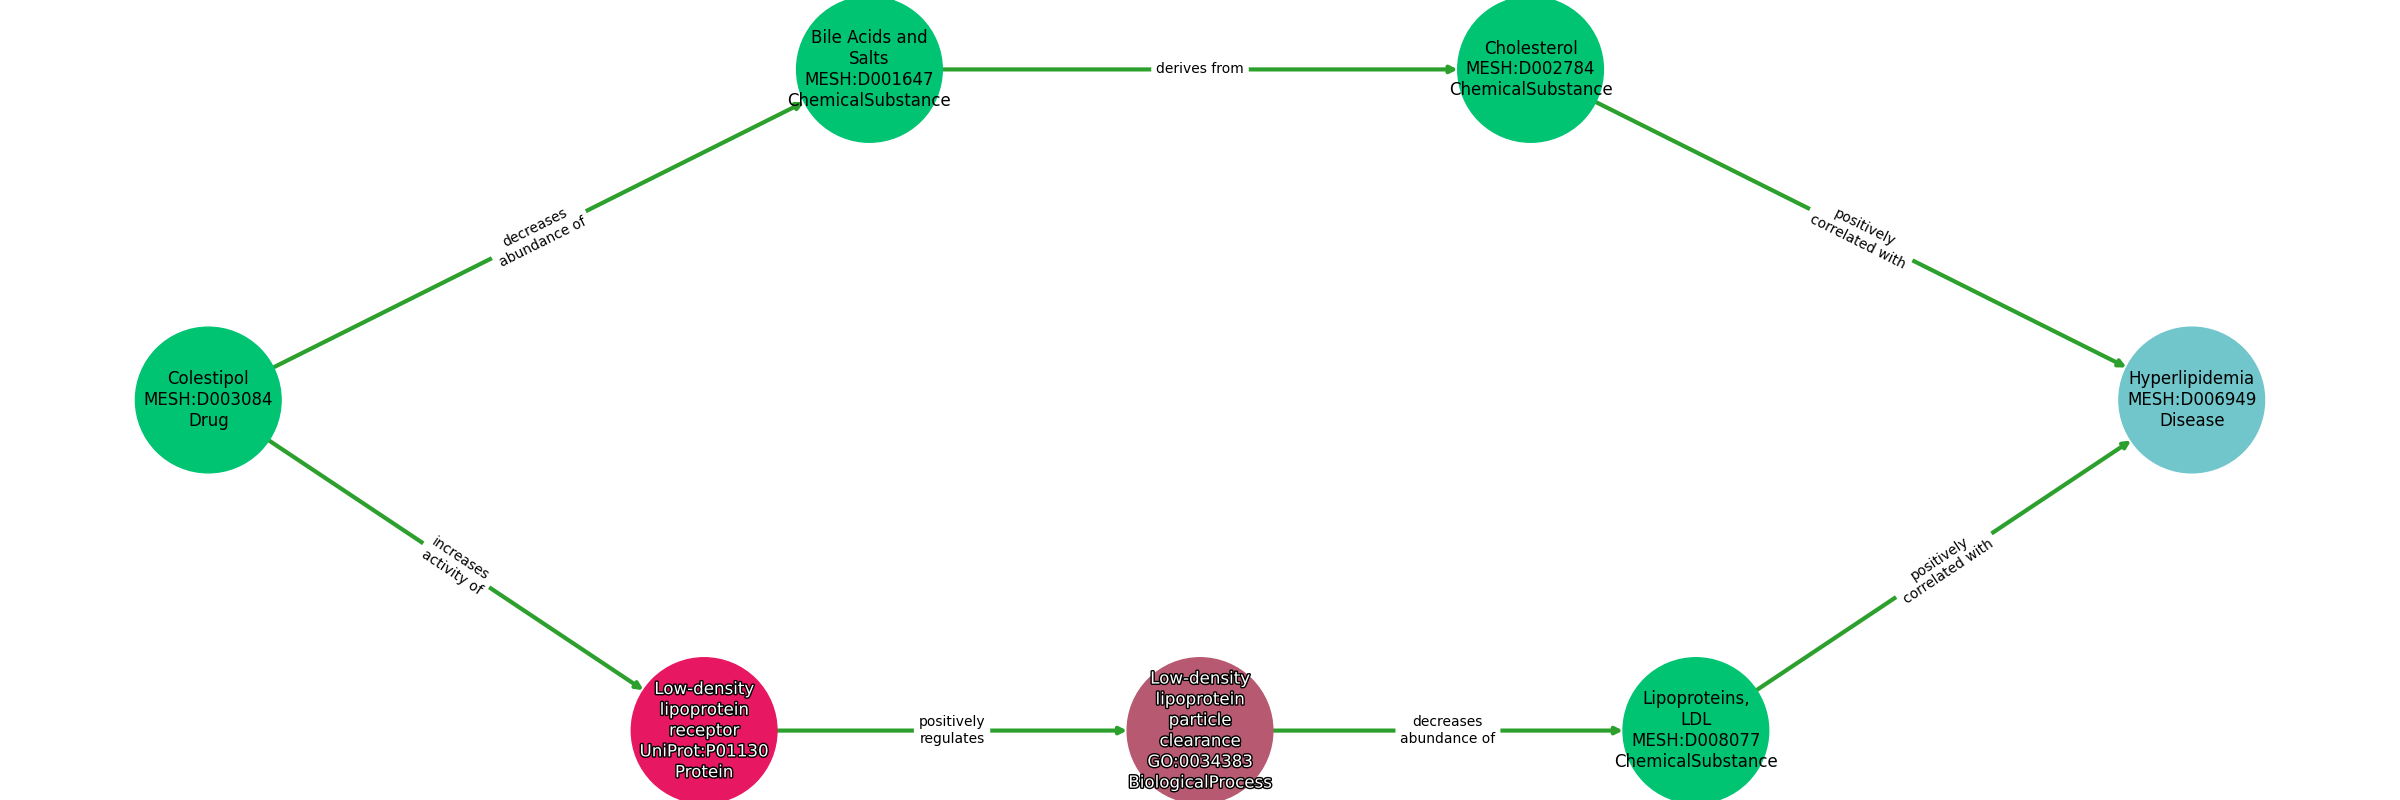 Bile Acids and
Salts
MESH:D001647
ChemicalSubstance
derives from
Cholesterol
MESH:D002784
ChemicalSubstance
decreases
abundance of
positively
correlated with
Colestipol
MESH:D003084
Drug
Hyperlipidemia
MESH:D006949
Disease
increases
activity of
positively
correlated with
Low-density
lipoprotein
receptor
UniProt:P01130
Protein
positively
regulates
Low-density
lipoprotein
particle
clearance
GO:0034383
BiologicalProcess
decreases
abundance of
Lipoproteins,
LDL
MESH:D008077
ChemicalSubstance